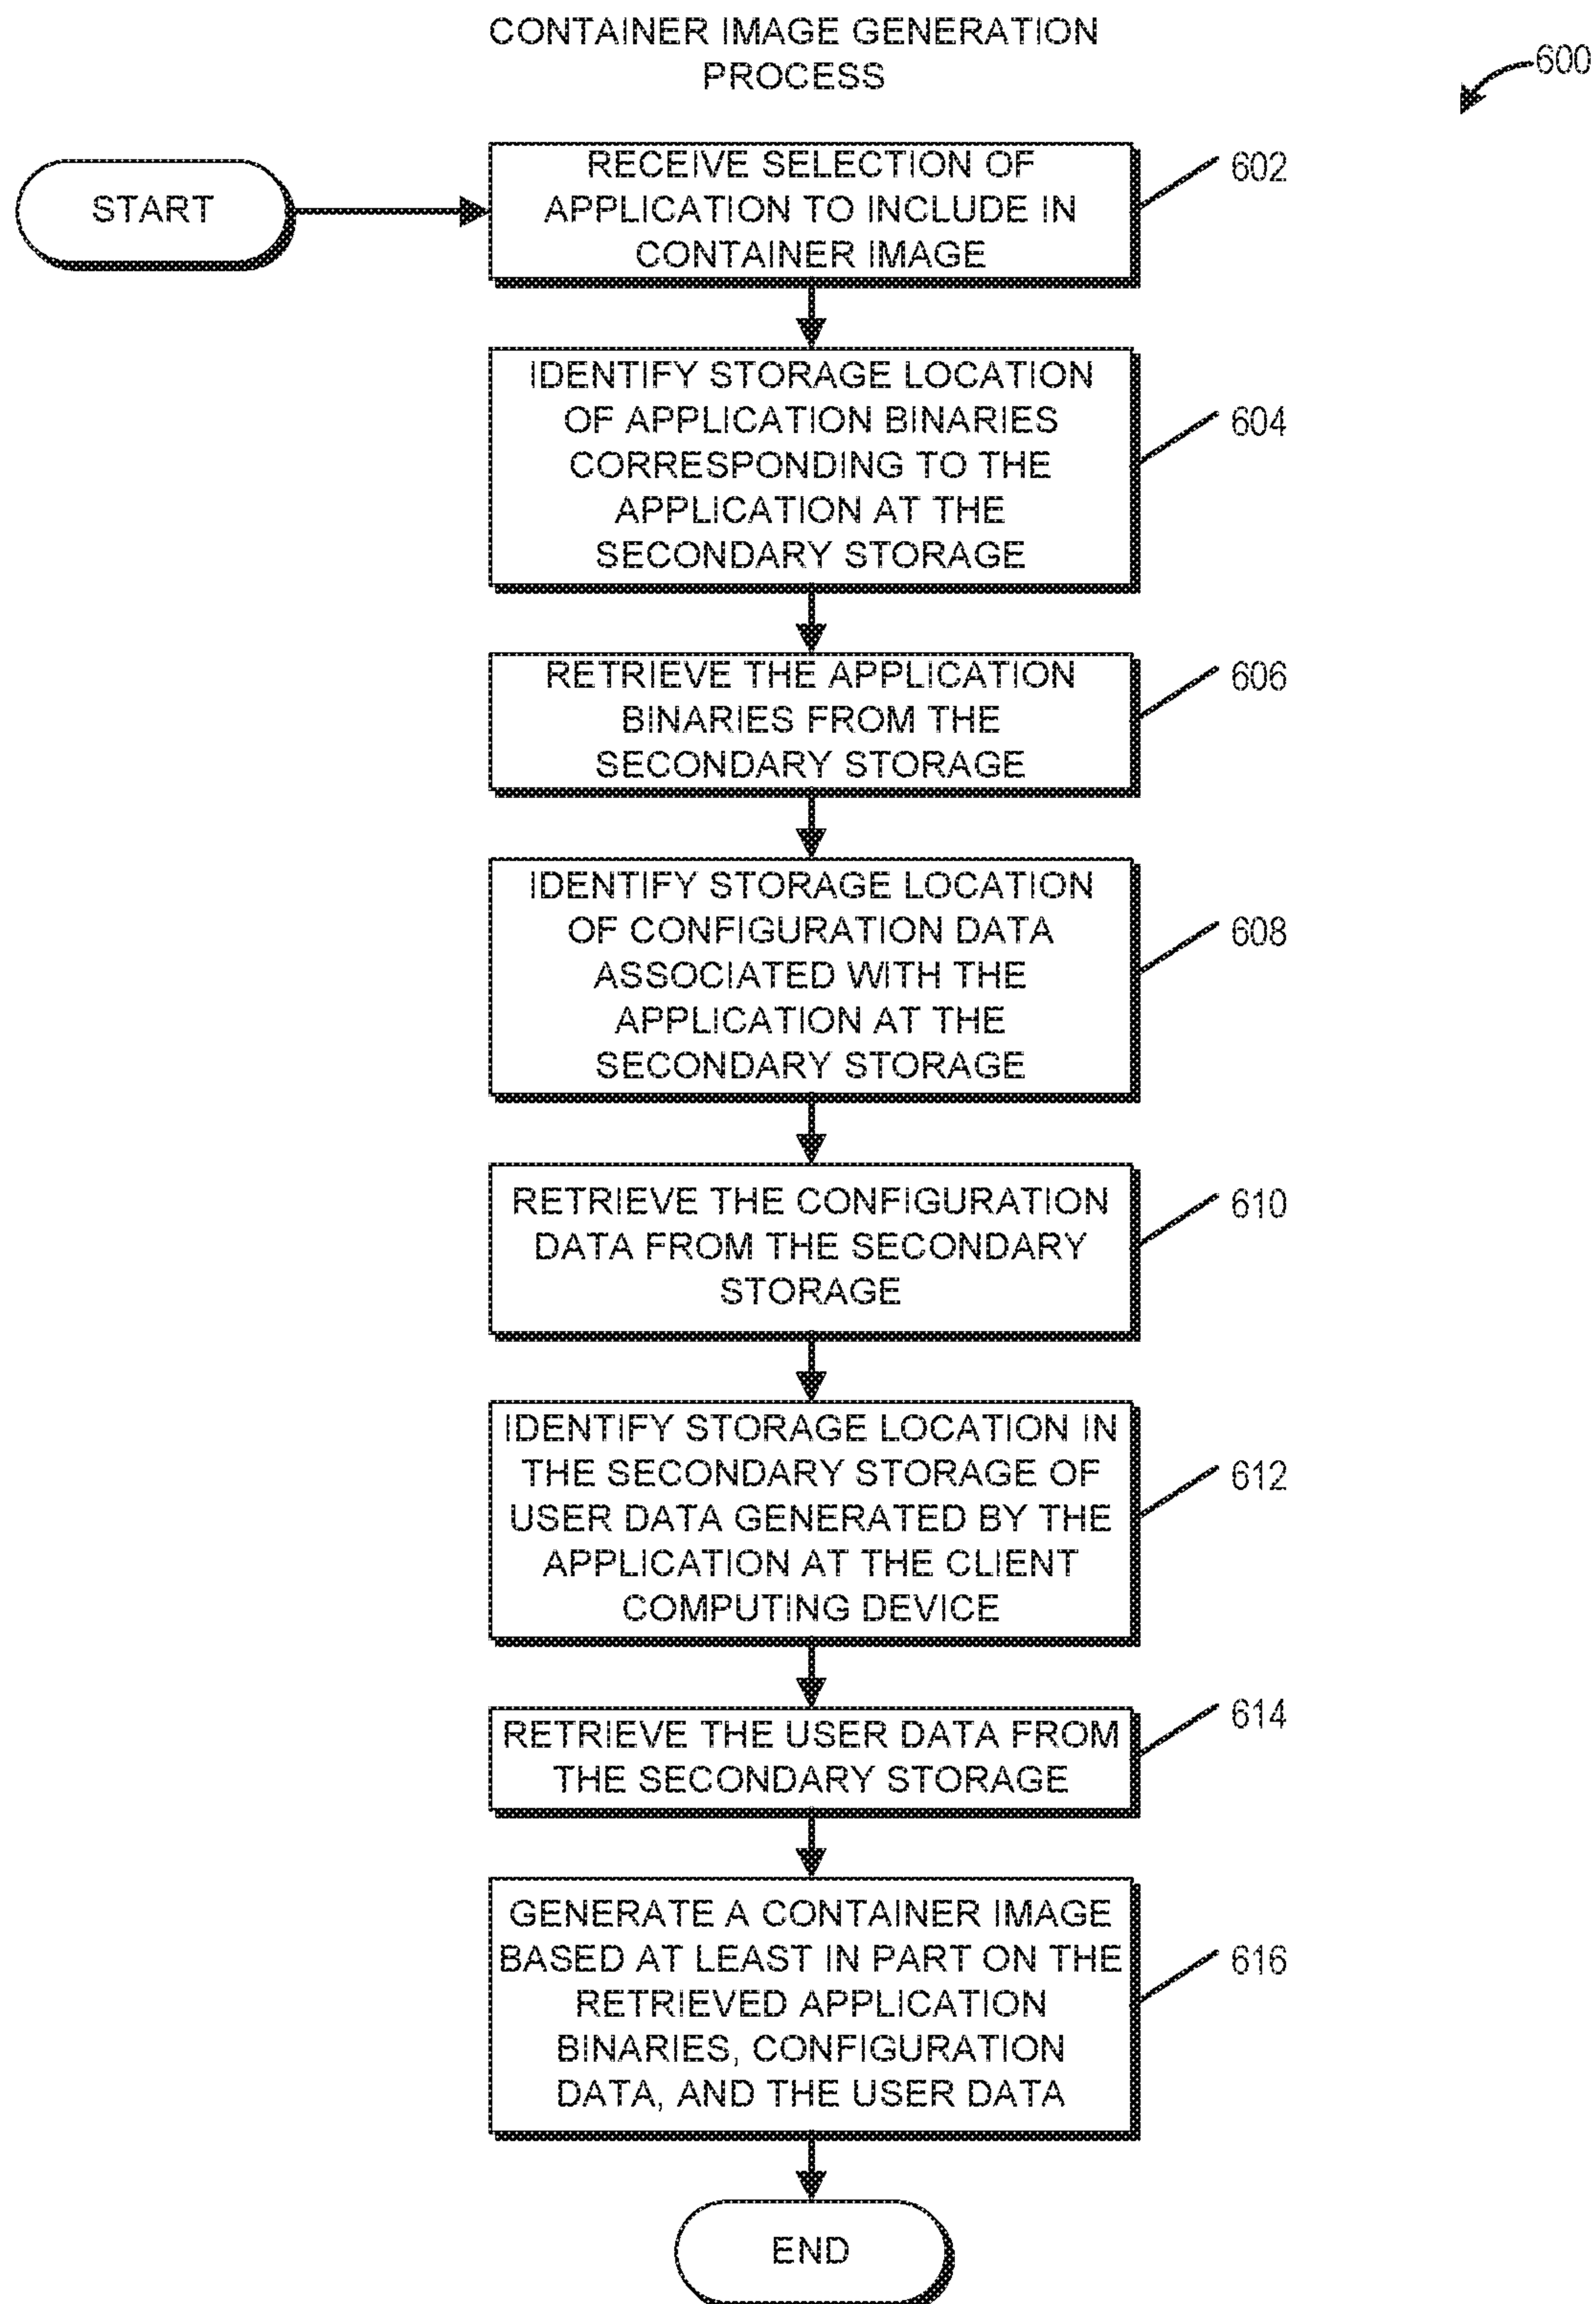 CONTAINER IMAGE GENERATION
PROCESS
600
START
RECEIVE SELECTION OF
APPLICATION TO INCLUDE IN
CONTAINER IMAGE
602
IDENTIFY STORAGE LOCATION
OF APPLICATION BINARIES
CORRESPONDING TO THE
APPLICATION AT THE
SECONDARY STORAGE
604
RETRIEVE THE APPLICATION
BINARIES FROM THE
SECONDARY STORAGE
606
IDENTIFY STORAGE LOCATION
OF CONFIGURATION DATA
ASSOCIATED WITH THE
APPLICATION AT THE
SECONDARY STORAGE
608
RETRIEVE THE CONFIGURATION
DATA FROM THE SECONDARY
STORAGE
610
IDENTIFY STORAGE LOCATION IN
THE SECONDARY STORAGE OF
USER DATA GENERATED BY THE
APPLICATION AT THE CLIENT
COMPUTING DEVICE
612
RETRIEVE THE USER DATA FROM
THE SECONDARY STORAGE
614
GENERATE A CONTAINER IMAGE
BASED AT LEAST IN PART ON THE
RETRIEVED APPLICATION
BINARIES, CONFIGURATION
DATA, AND THE USER DATA
616
END